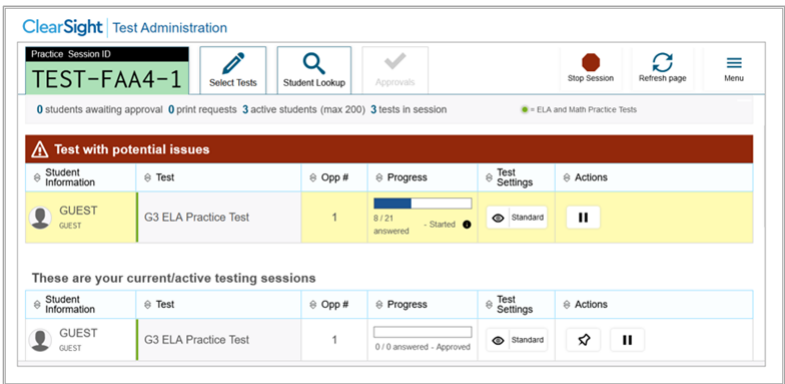 ClearSight Test Administration
Practice Session ID
TEST-FAA4-1
Select Tests
Student Lookup
Approvals
Stop Session
Refresh page
Menu
0 students awaiting approval 0 print requests 3 active students (max 200) 3 tests in session
= ELA and Math Practice Tests
Test with potential issues
Student Information
Test
Opp #
Progress
Test Settings
Actions
GUEST
GUEST
G3 ELA Practice Test
1
8 / 21 answered
- Started
Standard
These are your current/active testing sessions
Student Information
Test
Opp #
Progress
Test Settings
Actions
GUEST
GUEST
G3 ELA Practice Test
1
0 / 0 answered - Approved
Standard